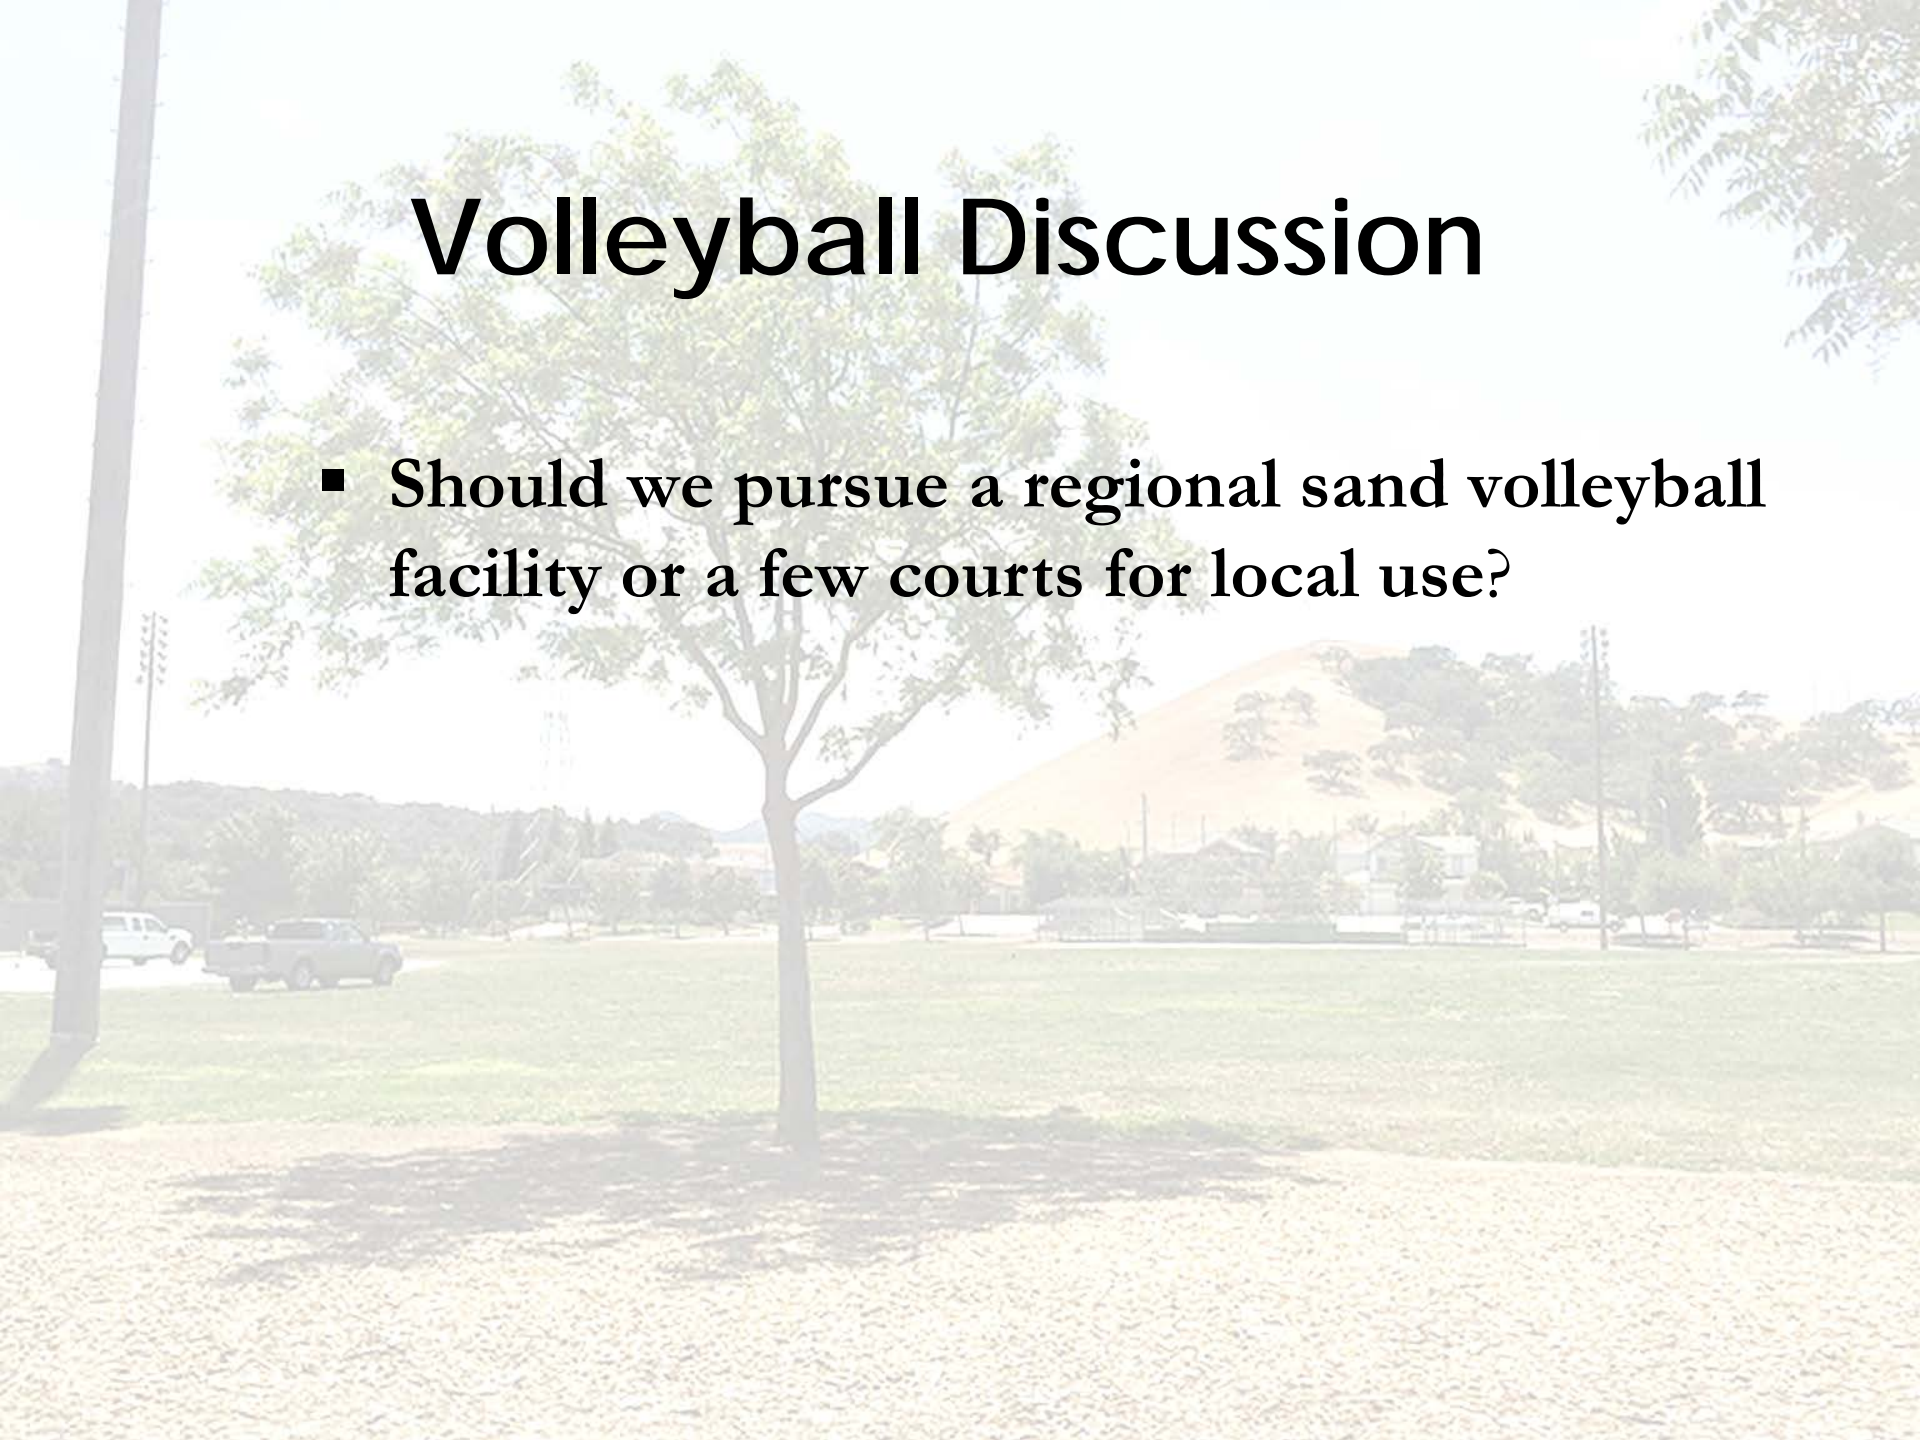 Volleyball Discussion
▪ Should we pursue a regional sand volleyball
facility or a few courts for local use?